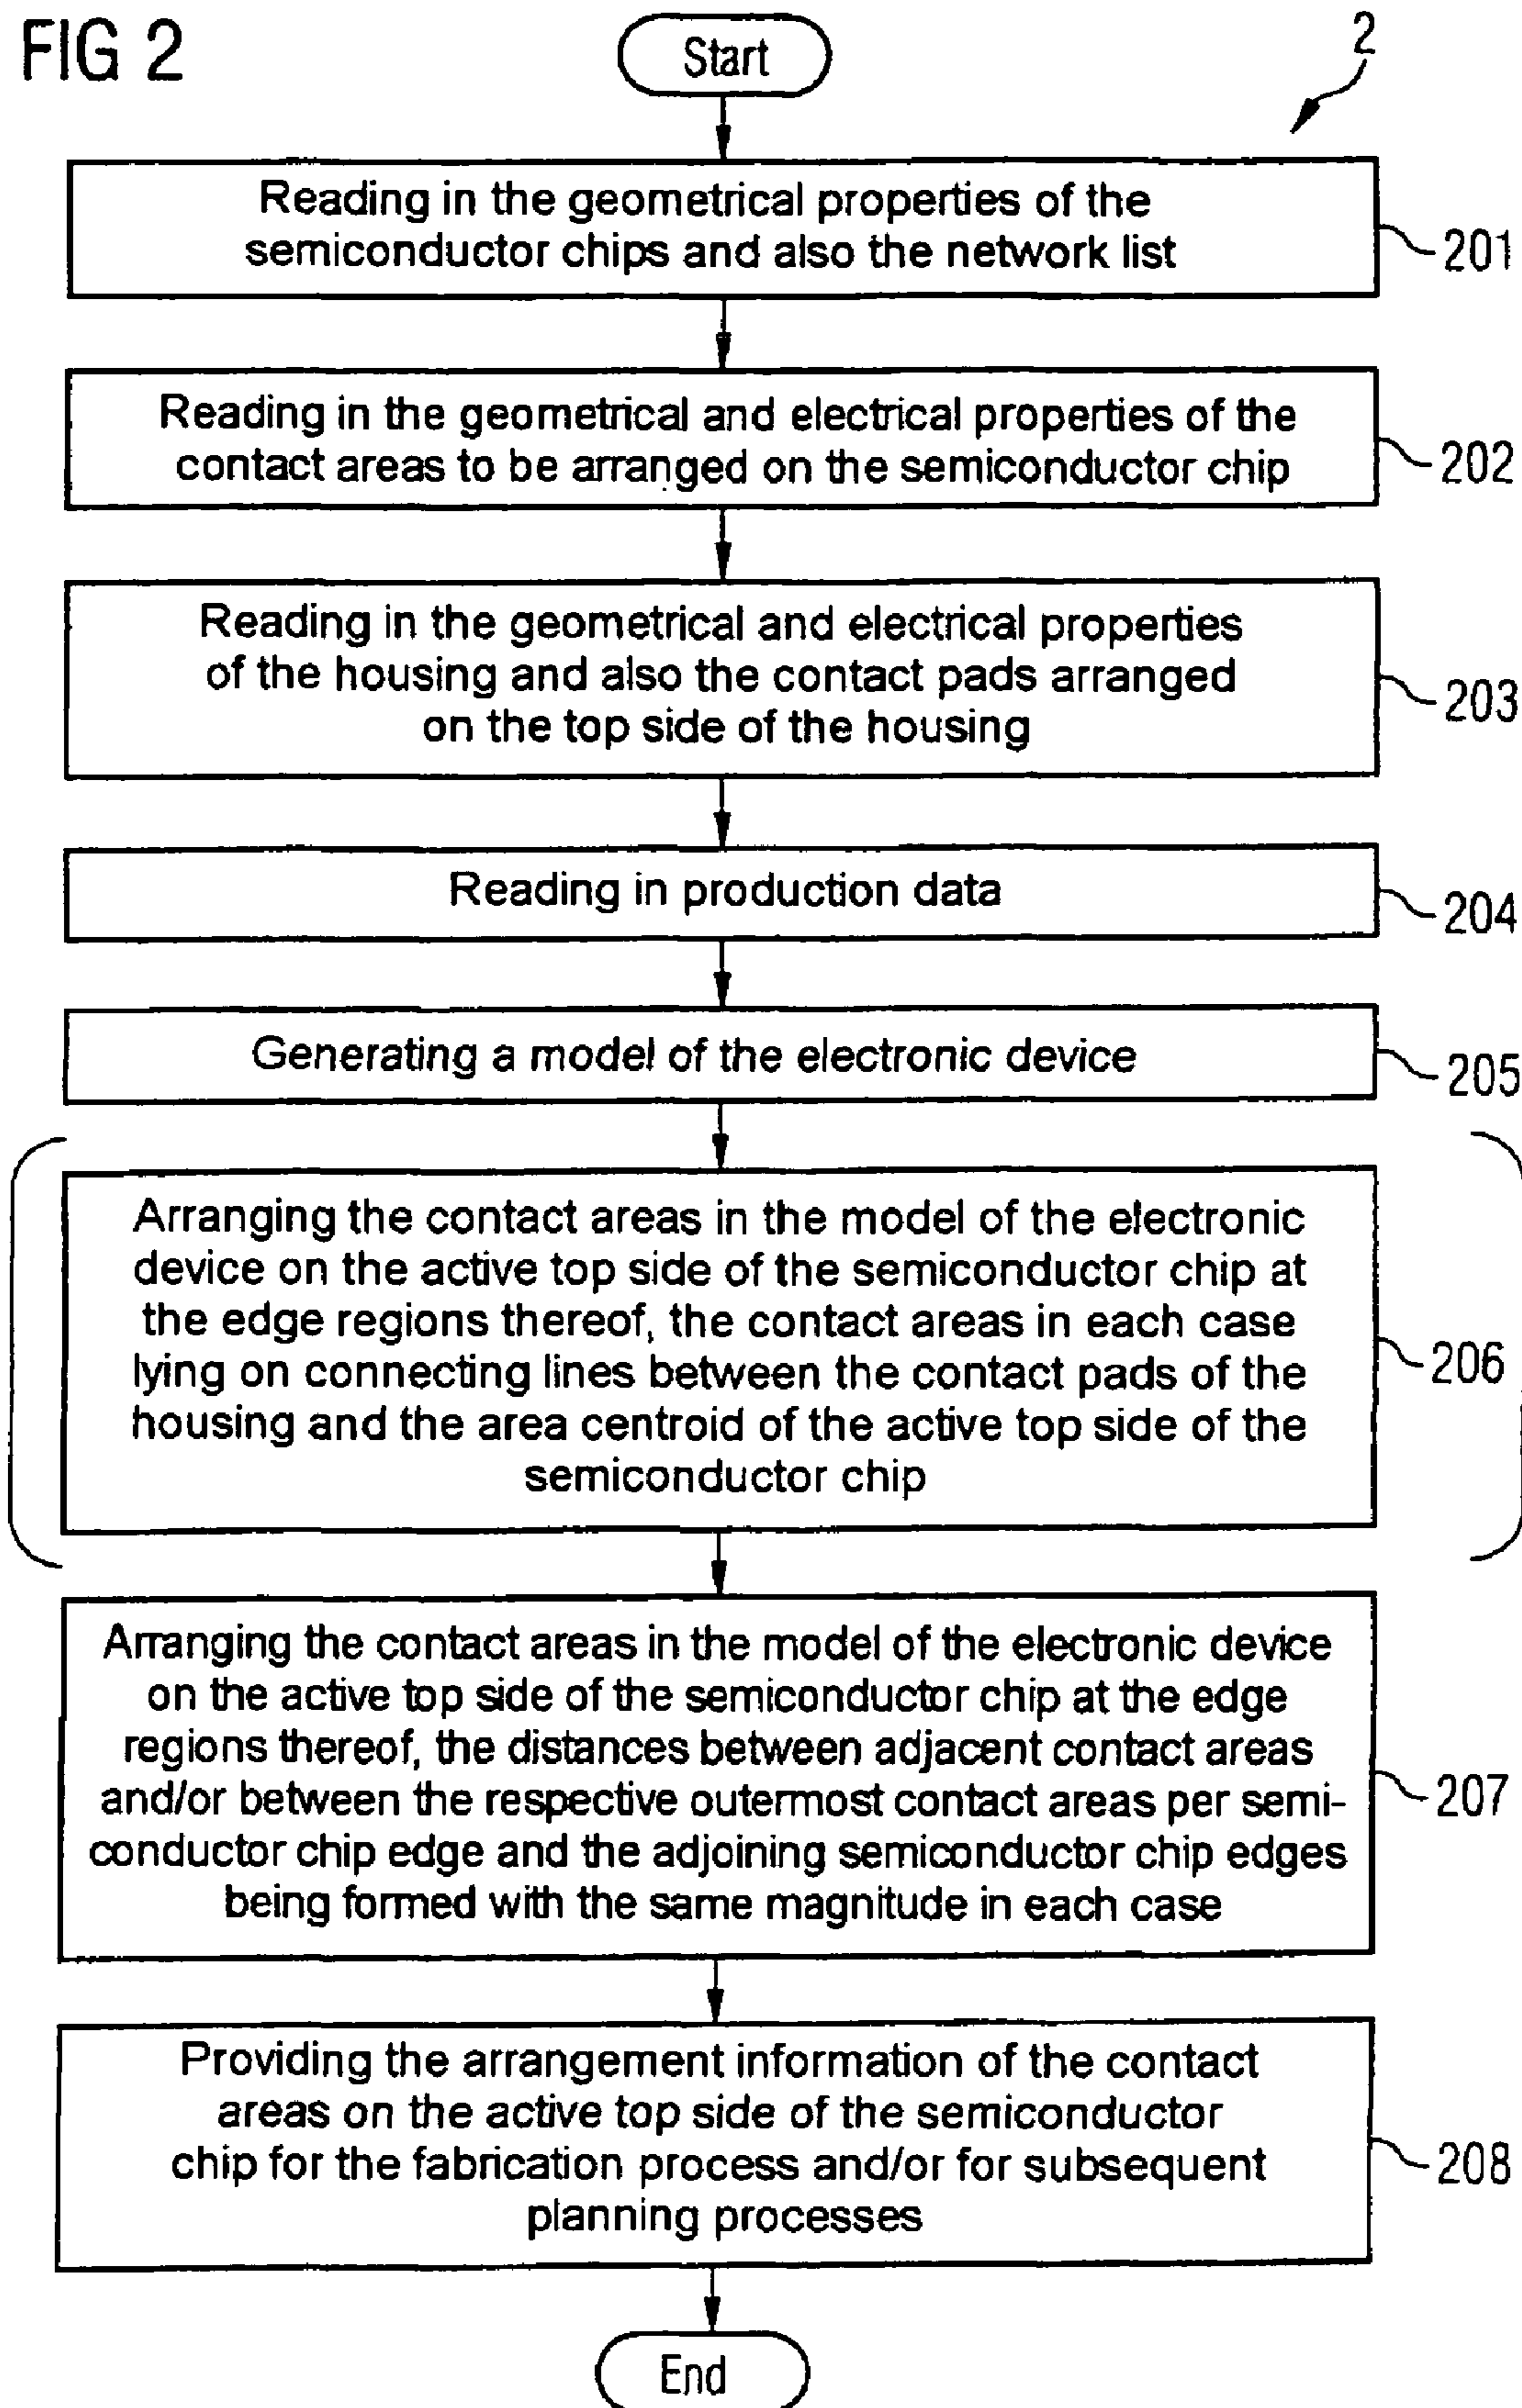 FIG 2
Start
2
Reading in the geometrical properties of the
semiconductor chips and also the network list
201
Reading in the geometrical and electrical properties of the
contact areas to be arranged on the semiconductor chip
202
Reading in the geometrical and electrical properties
of the housing and also the contact pads arranged
on the top side of the housing
203
Reading in production data
204
Generating a model of the electronic device
205
Arranging the contact areas in the model of the electronic
device on the active top side of the semiconductor chip at
the edge regions thereof, the contact areas in each case
lying on connecting lines between the contact pads of the
housing and the area centroid of the active top side of the
semiconductor chip
206
Arranging the contact areas in the model of the electronic device
on the active top side of the semiconductor chip at the edge
regions thereof, the distances between adjacent contact areas
and/or between the respective outermost contact areas per semi-
conductor chip edge and the adjoining semiconductor chip edges
being formed with the same magnitude in each case
207
Providing the arrangement information of the contact
areas on the active top side of the semiconductor
chip for the fabrication process and/or for subsequent
planning processes
208
End